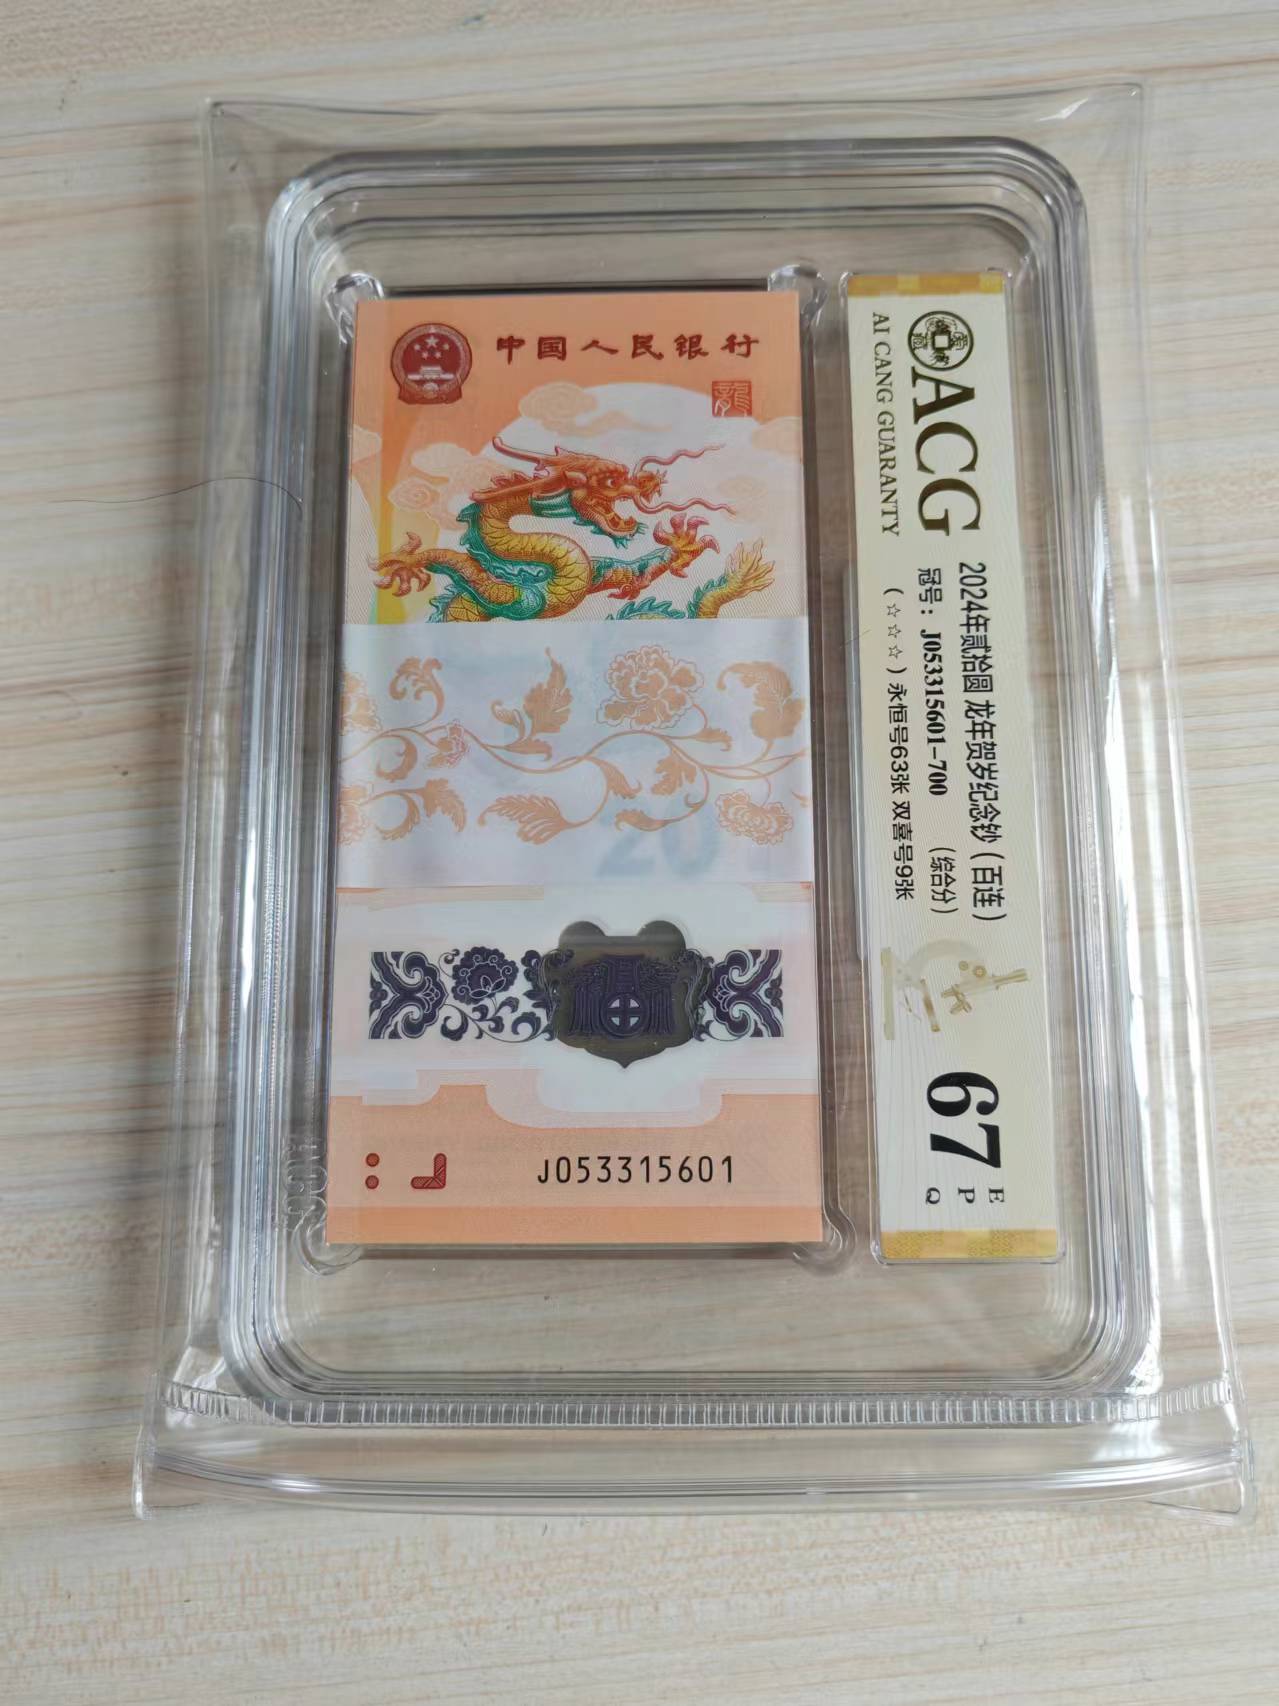 中国人民银行
龍
20
J053315601
ACG
AI CANG GUARANTY
2024年贰拾圆 龙年贺岁纪念钞（百连）
冠号：J053315601-700 （综合分）
（☆☆☆）永恒号63张 双喜号9张
67
E
P
Q